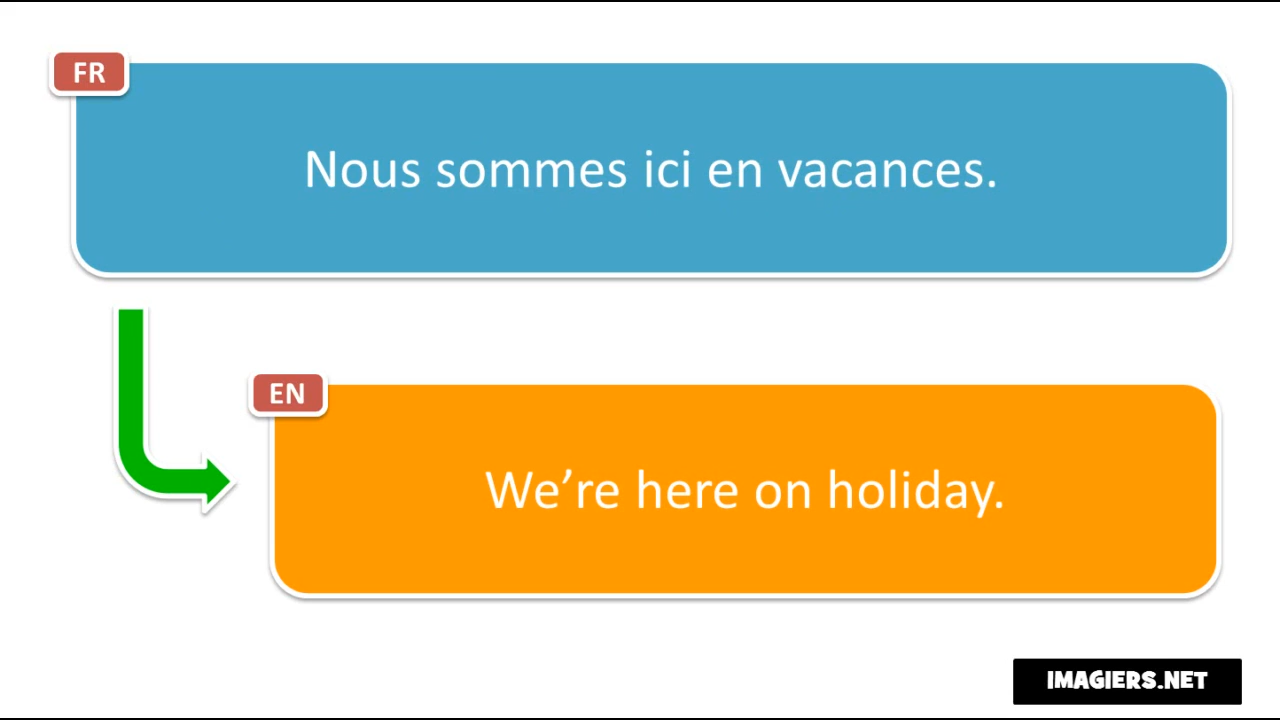 FR
Nous sommes ici en vacances.
EN
We’re here on holiday.
IMAGIERS.NET